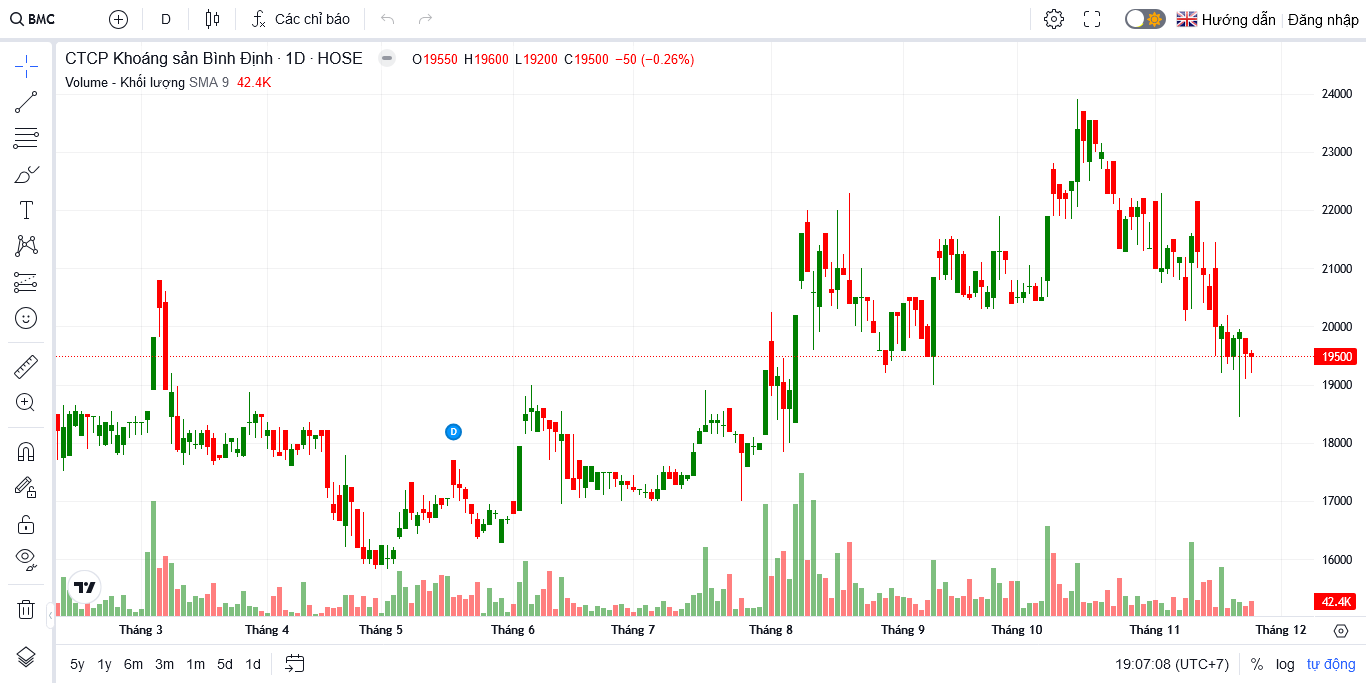 BMC D Các chỉ báo Hướng dẫn Đăng nhập
CTCP Khoáng sản Bình Định · 1D · HOSE O19550 H19600 L19200 C19500 −50 (−0.26%)
Volume - Khối lượng SMA 9 42.4K
24000
23000
22000
21000
20000
19500
19000
18000
D
17000
16000
42.4K
Tháng 3 Tháng 4 Tháng 5 Tháng 6 Tháng 7 Tháng 8 Tháng 9 Tháng 10 Tháng 11 Tháng 12
5y 1y 6m 3m 1m 5d 1d 19:07:08 (UTC+7) % log tự động